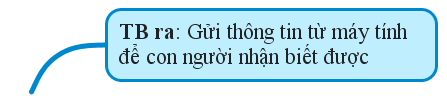 TB ra: Gửi thông tin từ máy tính
để con người nhận biết được